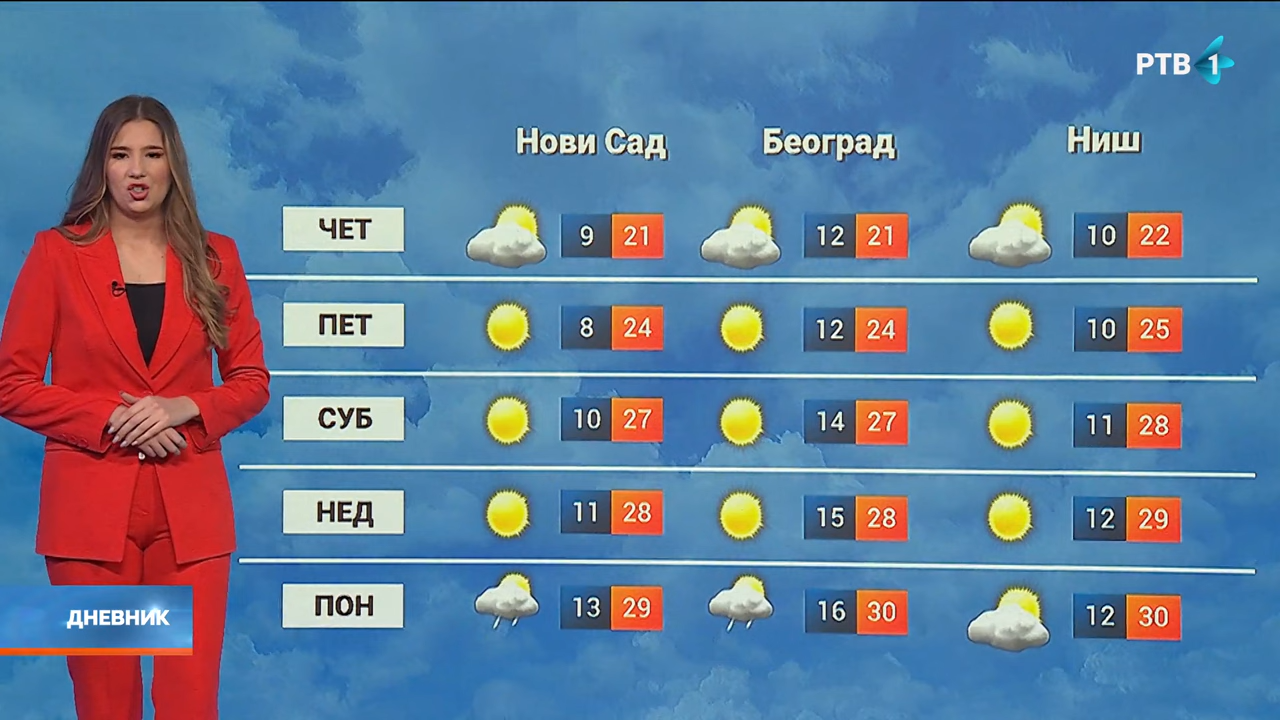 РТВ 1
Нови Сад Београд Ниш
ЧЕТ 9 21 12 21 10 22
ПЕТ 8 24 12 24 10 25
СУБ 10 27 14 27 11 28
НЕД 11 28 15 28 12 29
ПОН 13 29 16 30 12 30
ДНЕВНИК